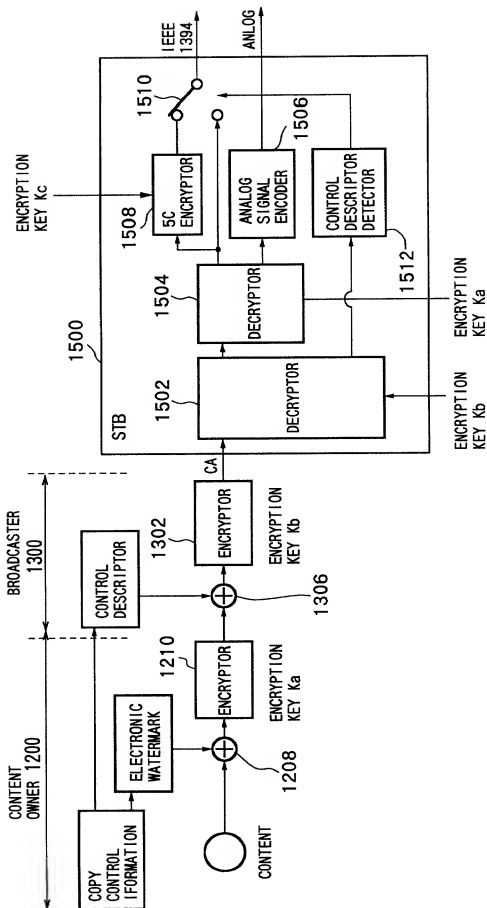 CONTENT
OWNER 1200
BROADCASTER
1300
COPY
CONTROL
IFORMATION
CONTROL
DESCRIPTOR
ELECTRONIC
WATERMARK
CONTENT
1208
1210
ENCRYPTOR
ENCRYPTION
KEY Ka
1306
1302
ENCRYPTOR
ENCRYPTION
KEY Kb
CA
1500
STB
1502
DECRYPTOR
ENCRYPTION
KEY Kb
1504
DECRYPTOR
ENCRYPTION
KEY Ka
ENCRYPTION
KEY Kc
1508
5C
ENCRYPTOR
1510
ANALOG
SIGNAL
ENCODER
1506
CONTROL
DESCRIPTOR
DETECTOR
1512
IEEE
1394
ANLOG